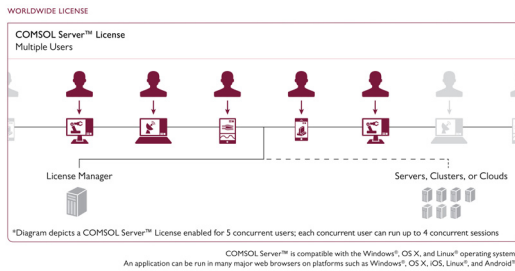 WORLDWIDE LICENSE
COMSOL Server™ License
Multiple Users
License Manager
Servers, Clusters, or Clouds
*Diagram depicts a COMSOL Server™ License enabled for 5 concurrent users; each concurrent user can run up to 4 concurrent sessions
COMSOL Server™ is compatible with the Windows®, OS X, and Linux® operating system
An application can be run in many major web browsers on platforms such as Windows®, OS X, iOS, Linux®, and Android®